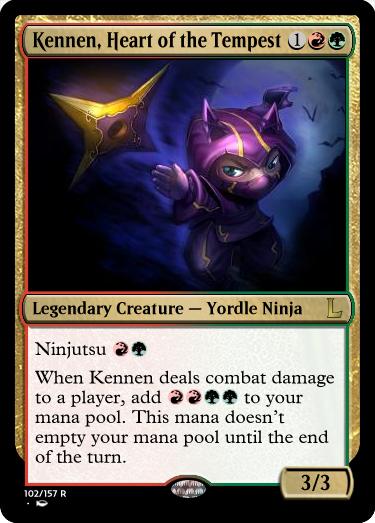 Kennen, Heart of the Tempest 1
Legendary Creature — Yordle Ninja L
Ninjutsu
When Kennen deals combat damage
to a player, add to your
mana pool. This mana doesn't
empty your mana pool until the end
of the turn.
102/157 R
3/3